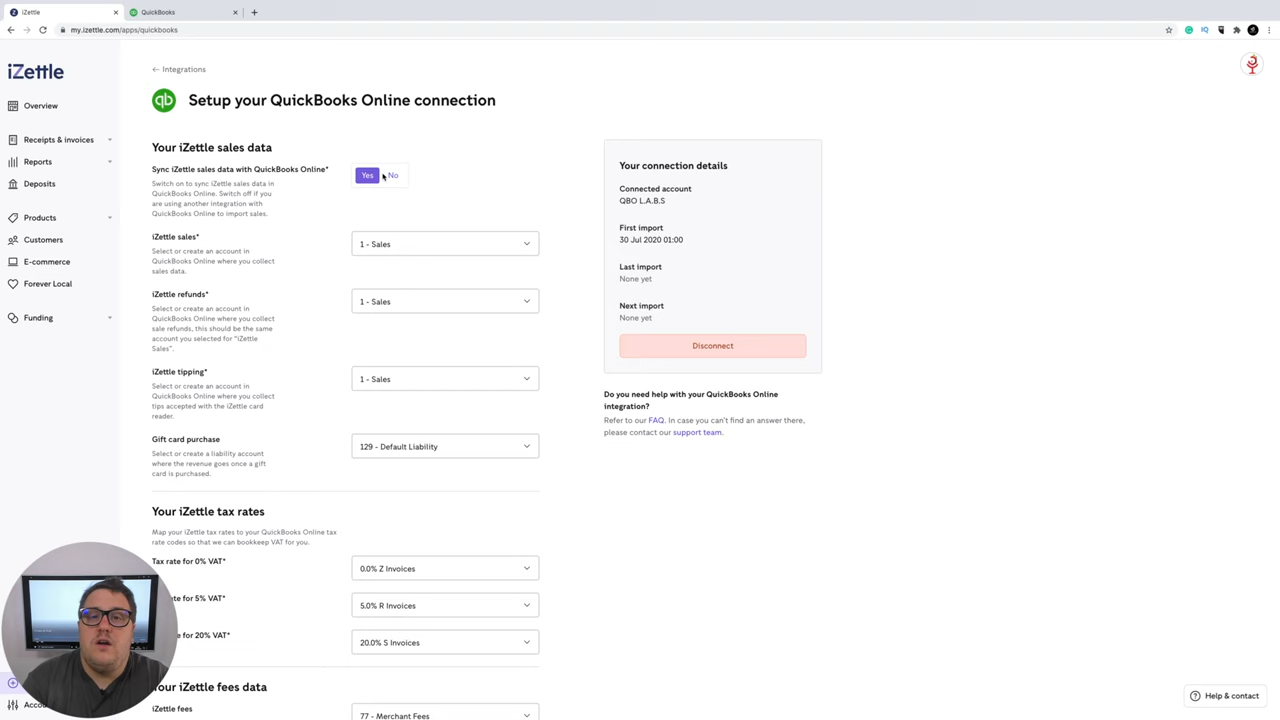 iZettle
QuickBooks
my.izettle.com/apps/quickbooks
iZettle
Overview
Receipts & invoices
Reports
Deposits
Products
Customers
E-commerce
Forever Local
Funding
Integrations
qb
Setup your QuickBooks Online connection
Your iZettle sales data
Sync iZettle sales data with QuickBooks Online*
Yes
No
Switch on to sync iZettle sales data in
QuickBooks Online. Switch off if you
are using another integration with
QuickBooks Online to import sales.
iZettle sales*
1 - Sales
Select or create an account in
QuickBooks Online where you collect
sales data.
iZettle refunds*
1 - Sales
Select or create an account in
QuickBooks Online where you
collect sale refunds, this should be the same
account you selected for "iZettle
Sales".
iZettle tipping*
1 - Sales
Select or create an account in
QuickBooks Online where you collect
tips accepted with the iZettle card
reader.
Gift card purchase
129 - Default Liability
Select or create a liability account
where the revenue goes once a gift
card is purchased.
Your iZettle tax rates
Map your iZettle tax rates to your QuickBooks Online tax
rate codes so that we can bookkeep VAT for you.
Tax rate for 0% VAT*
0.0% Z Invoices
te for 5% VAT*
5.0% R Invoices
e for 20% VAT*
20.0% S Invoices
Your iZettle fees data
iZettle fees
77 - Merchant Fees
Your connection details
Connected account
QBO L.A.B.S
First import
30 Jul 2020 01:00
Last import
None yet
Next import
None yet
Disconnect
Do you need help with your QuickBooks Online
integration?
Refer to our FAQ. In case you can't find an answer there,
please contact our support team.
Accou
Help & contact